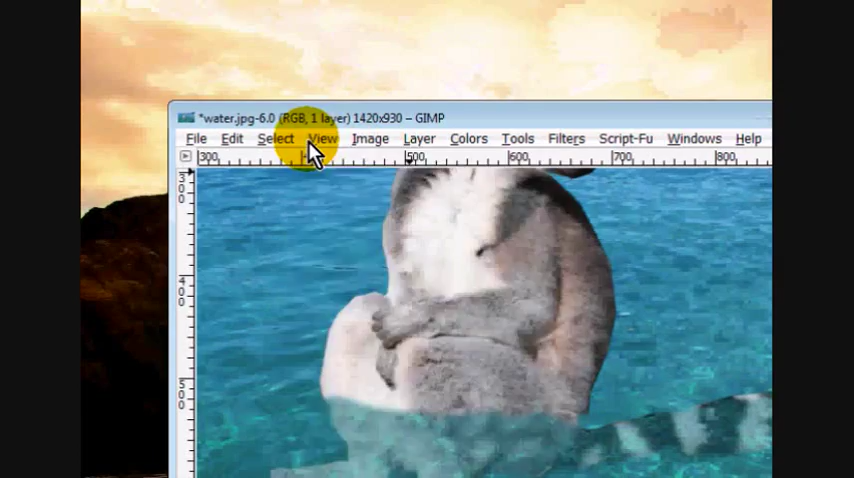 *water.jpg-6.0 (RGB, 1 layer) 1420x930 – GIMP
File Edit Select View Image Layer Colors Tools Filters Script-Fu Windows Help
300 500 600 700 800
300
400
500